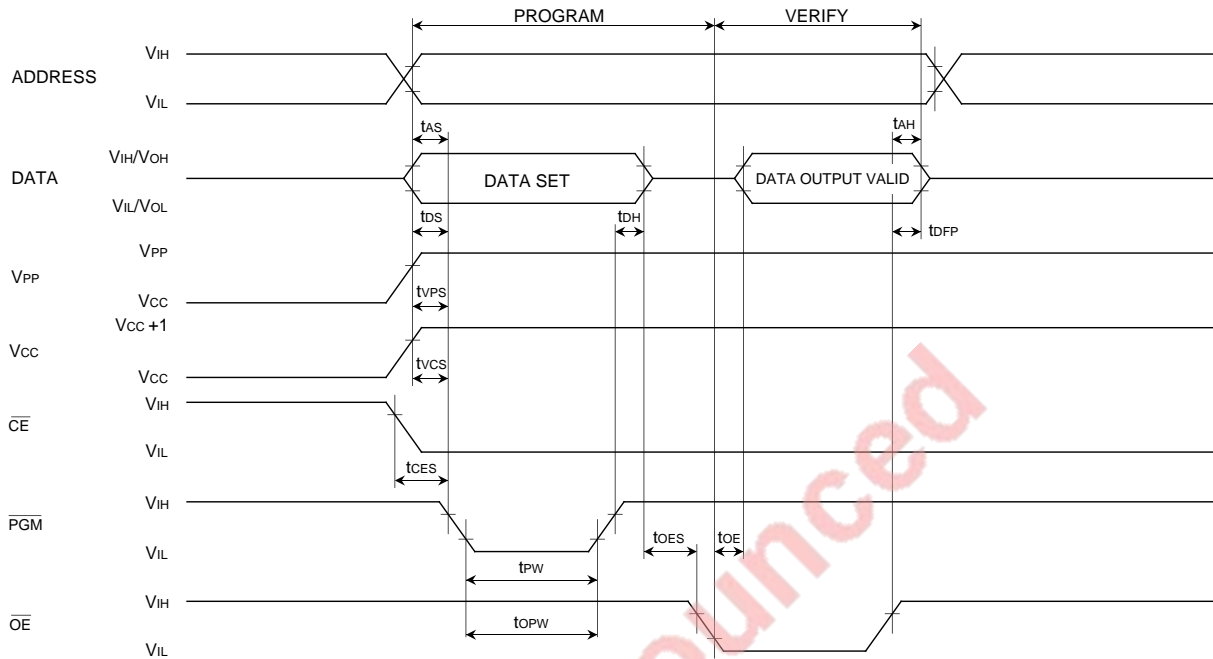 PROGRAM VERIFY
ADDRESS
VIH
VIL
tAS
tAH
DATA
VIH/VOH
VIL/VOL
DATA SET
DATA OUTPUT VALID
tDS
tDH
tDFP
VPP
VPP
VCC
tVPS
VCC
VCC +1
VCC
tVCS
CE
VIH
VIL
tCES
PGM
VIH
VIL
tPW
tOES
tOE
OE
VIH
VIL
tOPW
ounced